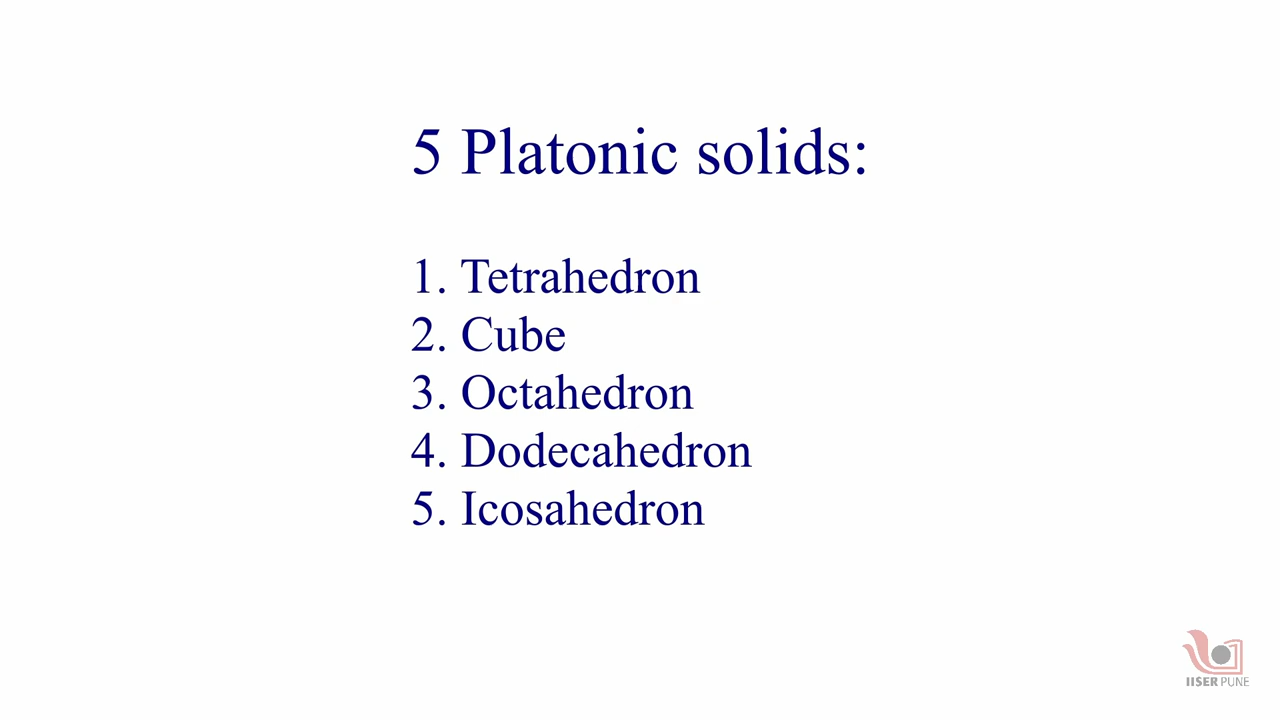 5 Platonic solids:
1. Tetrahedron
2. Cube
3. Octahedron
4. Dodecahedron
5. Icosahedron
IISER PUNE